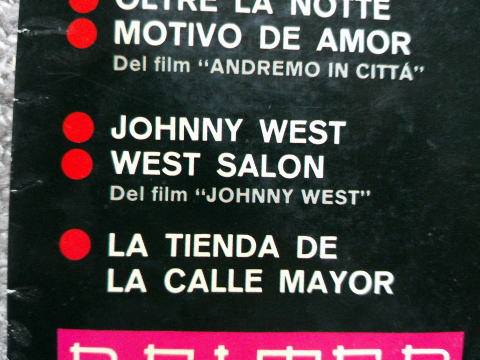 OLTRE LA NOTTE
MOTIVO DE AMOR
Del film "ANDREMO IN CITTÁ"
JOHNNY WEST
WEST SALON
Del film "JOHNNY WEST"
LA TIENDA DE
LA CALLE MAYOR